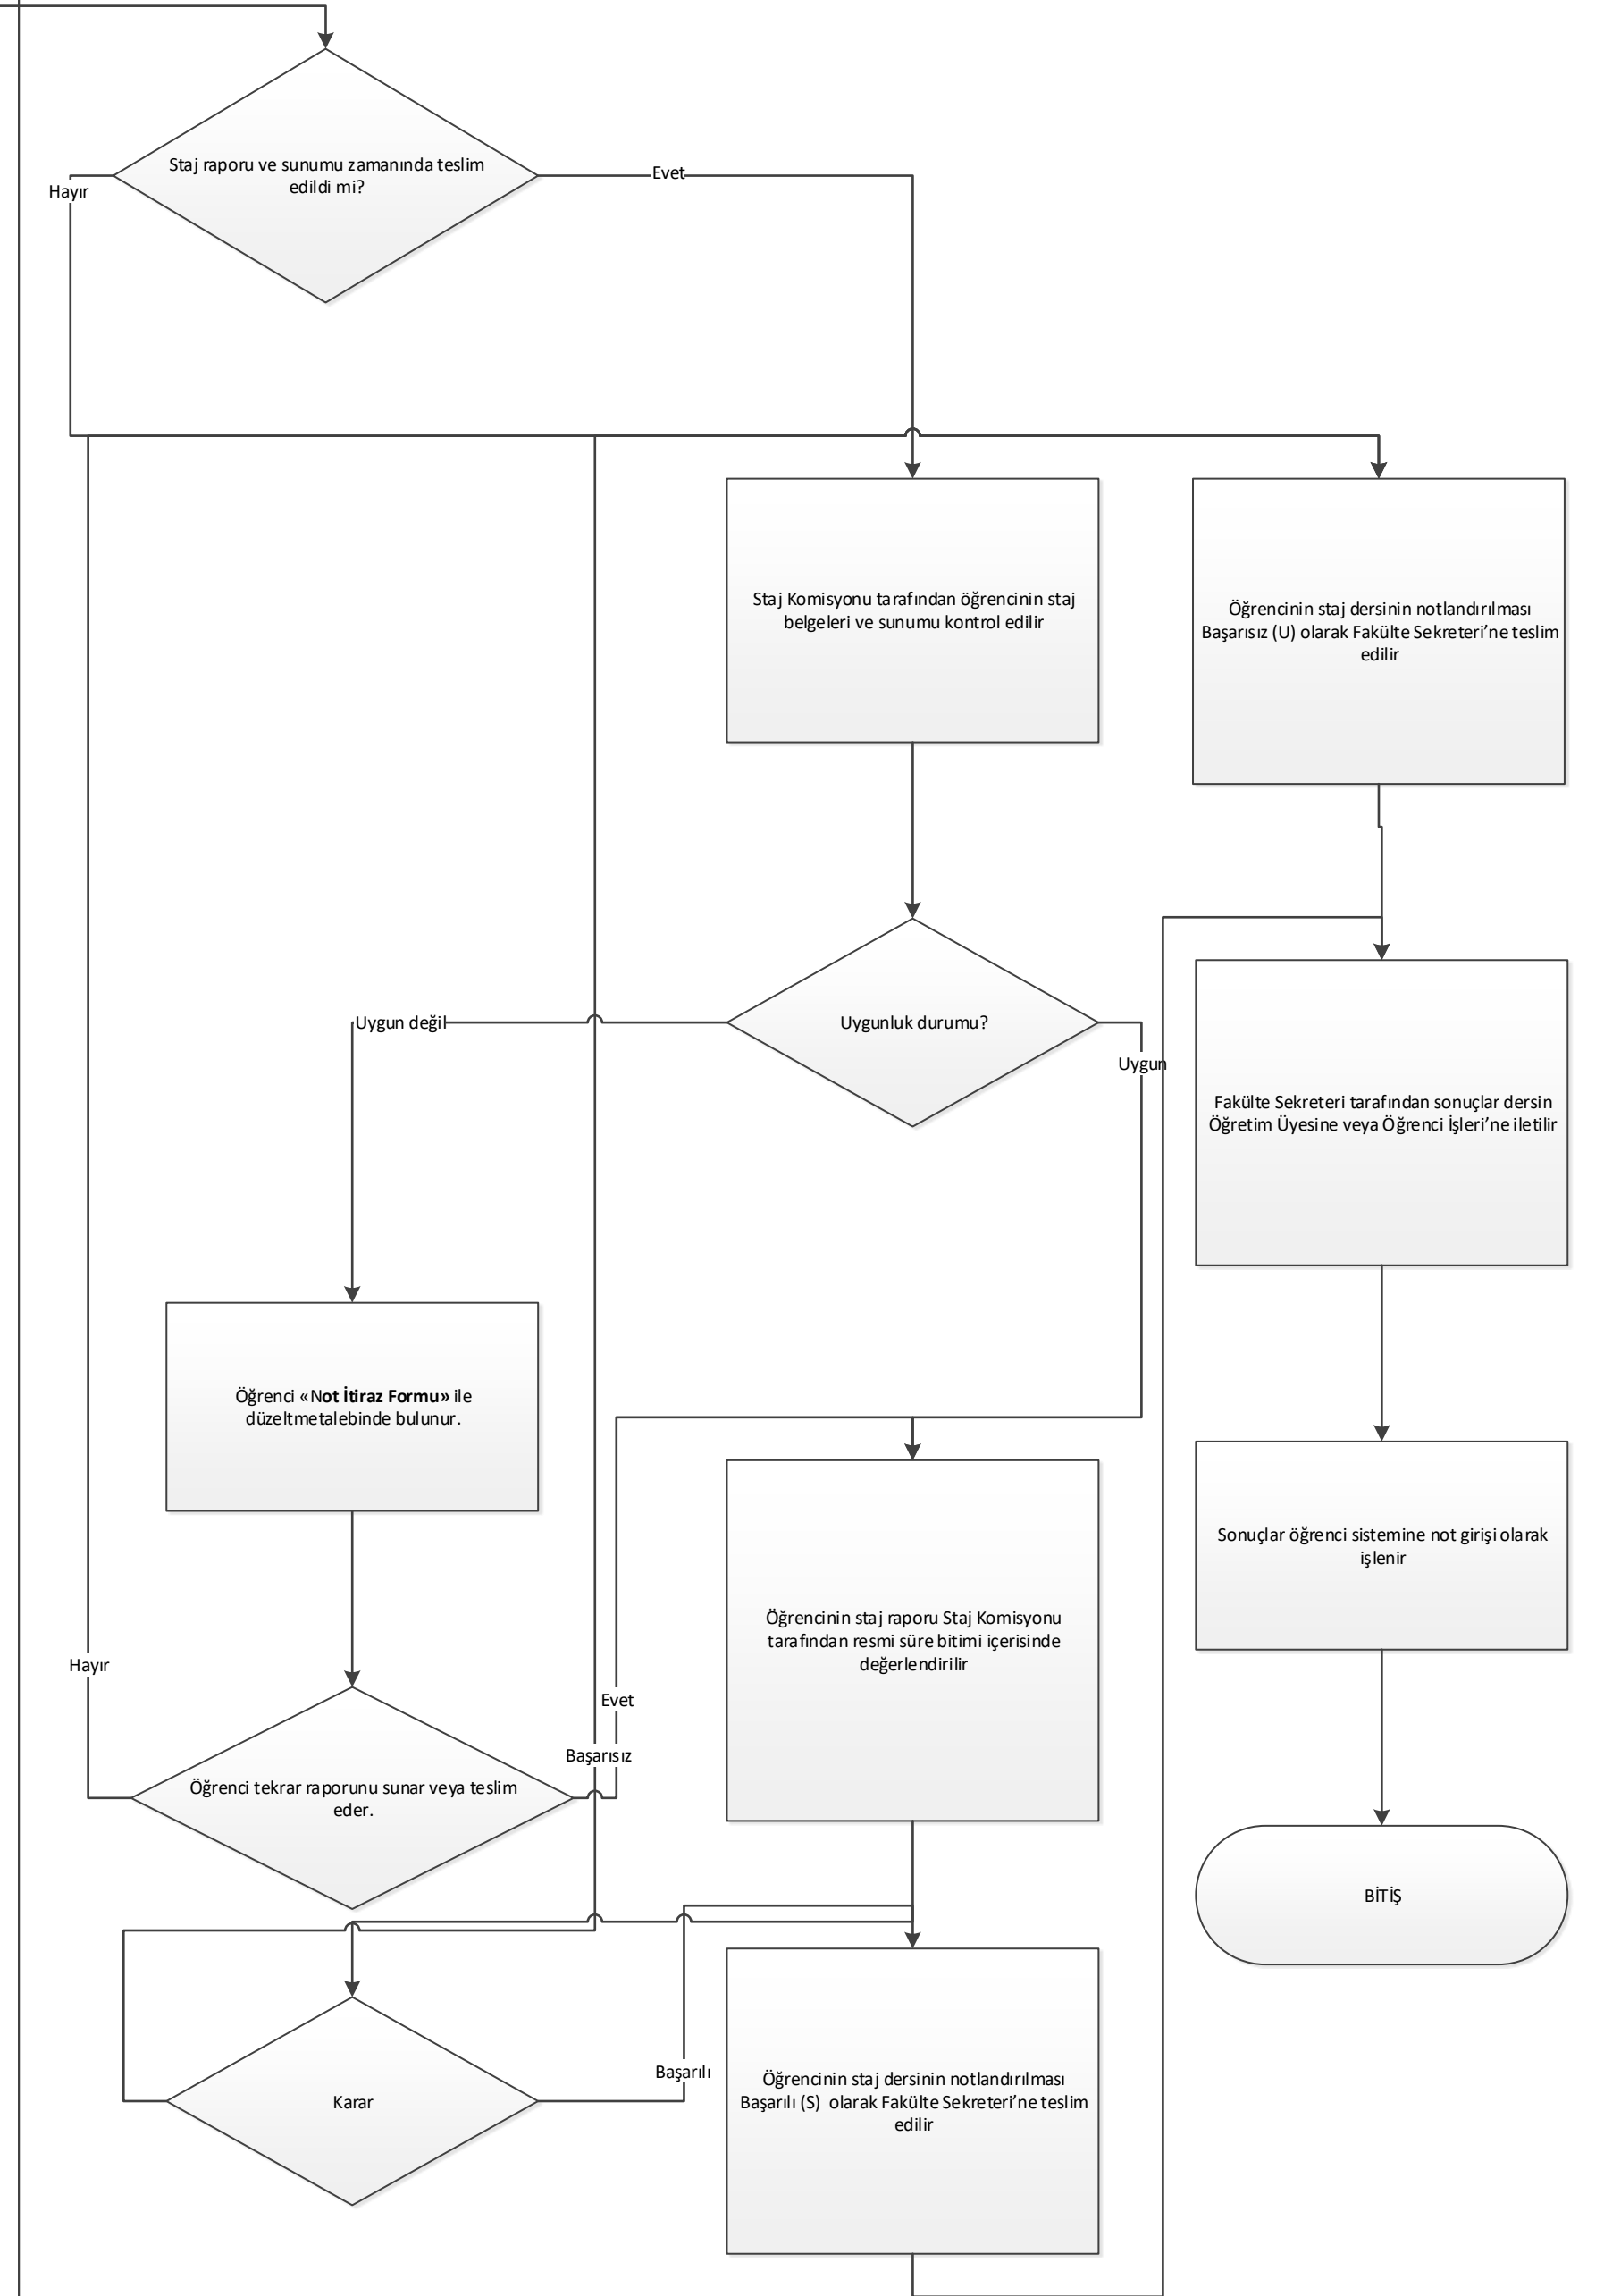 Staj raporu ve sunumu zamanında teslim
edildi mi?
Hayır
Evet
Staj Komisyonu tarafından öğrencinin staj
belgeleri ve sunumu kontrol edilir
Öğrencinin staj dersinin notlandırılması
Başarısız (U) olarak Fakülte Sekreteri’ne teslim
edilir
Uygunluk durumu?
Uygun değil
Uygun
Fakülte Sekreteri tarafından sonuçlar dersin
Öğretim Üyesine veya Öğrenci İşleri’ne iletilir
Öğrenci «Not İtiraz Formu» ile
düzeltmetalebinde bulunur.
Öğrencinin staj raporu Staj Komisyonu
tarafından resmi süre bitimi içerisinde
değerlendirilir
Sonuçlar öğrenci sistemine not girişi olarak
işlenir
Hayır
Evet
Başarısız
Öğrenci tekrar raporunu sunar veya teslim
eder.
BİTİŞ
Başarılı
Karar
Öğrencinin staj dersinin notlandırılması
Başarılı (S) olarak Fakülte Sekreteri’ne teslim
edilir